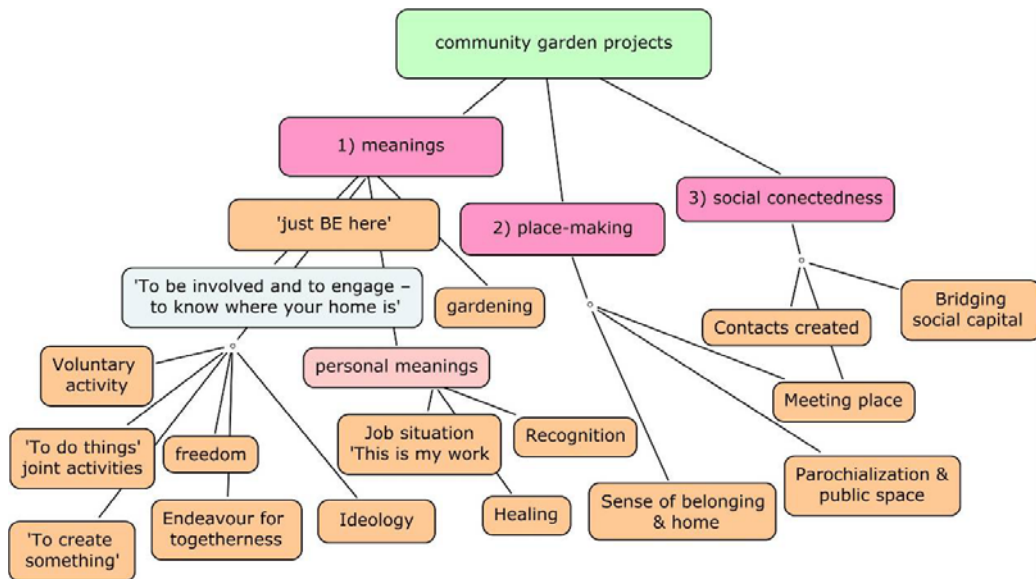 community garden projects
1) meanings
3) social conectedness
'just BE here'
2) place-making
'To be involved and to engage –
to know where your home is'
gardening
Bridging
social capital
Contacts created
Voluntary
activity
personal meanings
Meeting place
'To do things'
joint activities
freedom
Job situation
'This is my work
Recognition
Parochialization &
public space
'To create
something'
Endeavour for
togetherness
Ideology
Healing
Sense of belonging
& home